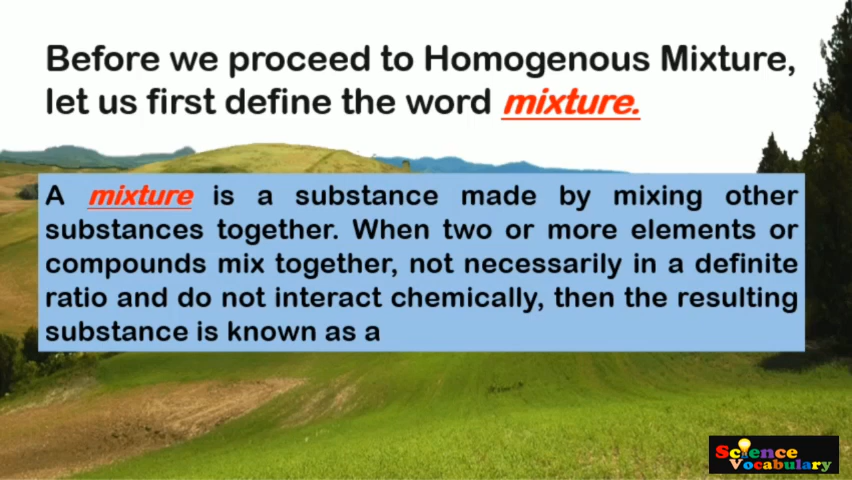 Before we proceed to Homogenous Mixture,
let us first define the word mixture.
A mixture is a substance made by mixing other
substances together. When two or more elements or
compounds mix together, not necessarily in a definite
ratio and do not interact chemically, then the resulting
substance is known as a
Science
Vocabulary